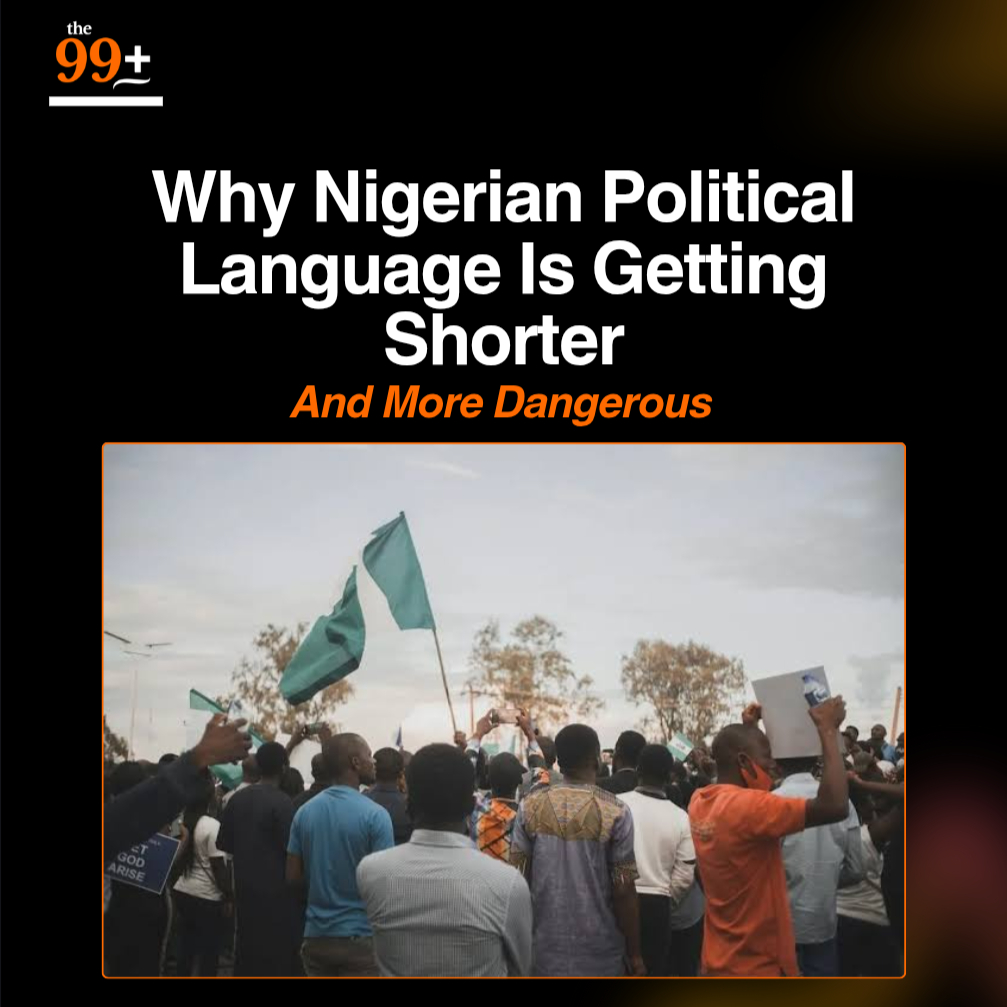 the
99+
Why Nigerian Political
Language Is Getting
Shorter
And More Dangerous
GOD
ARISE